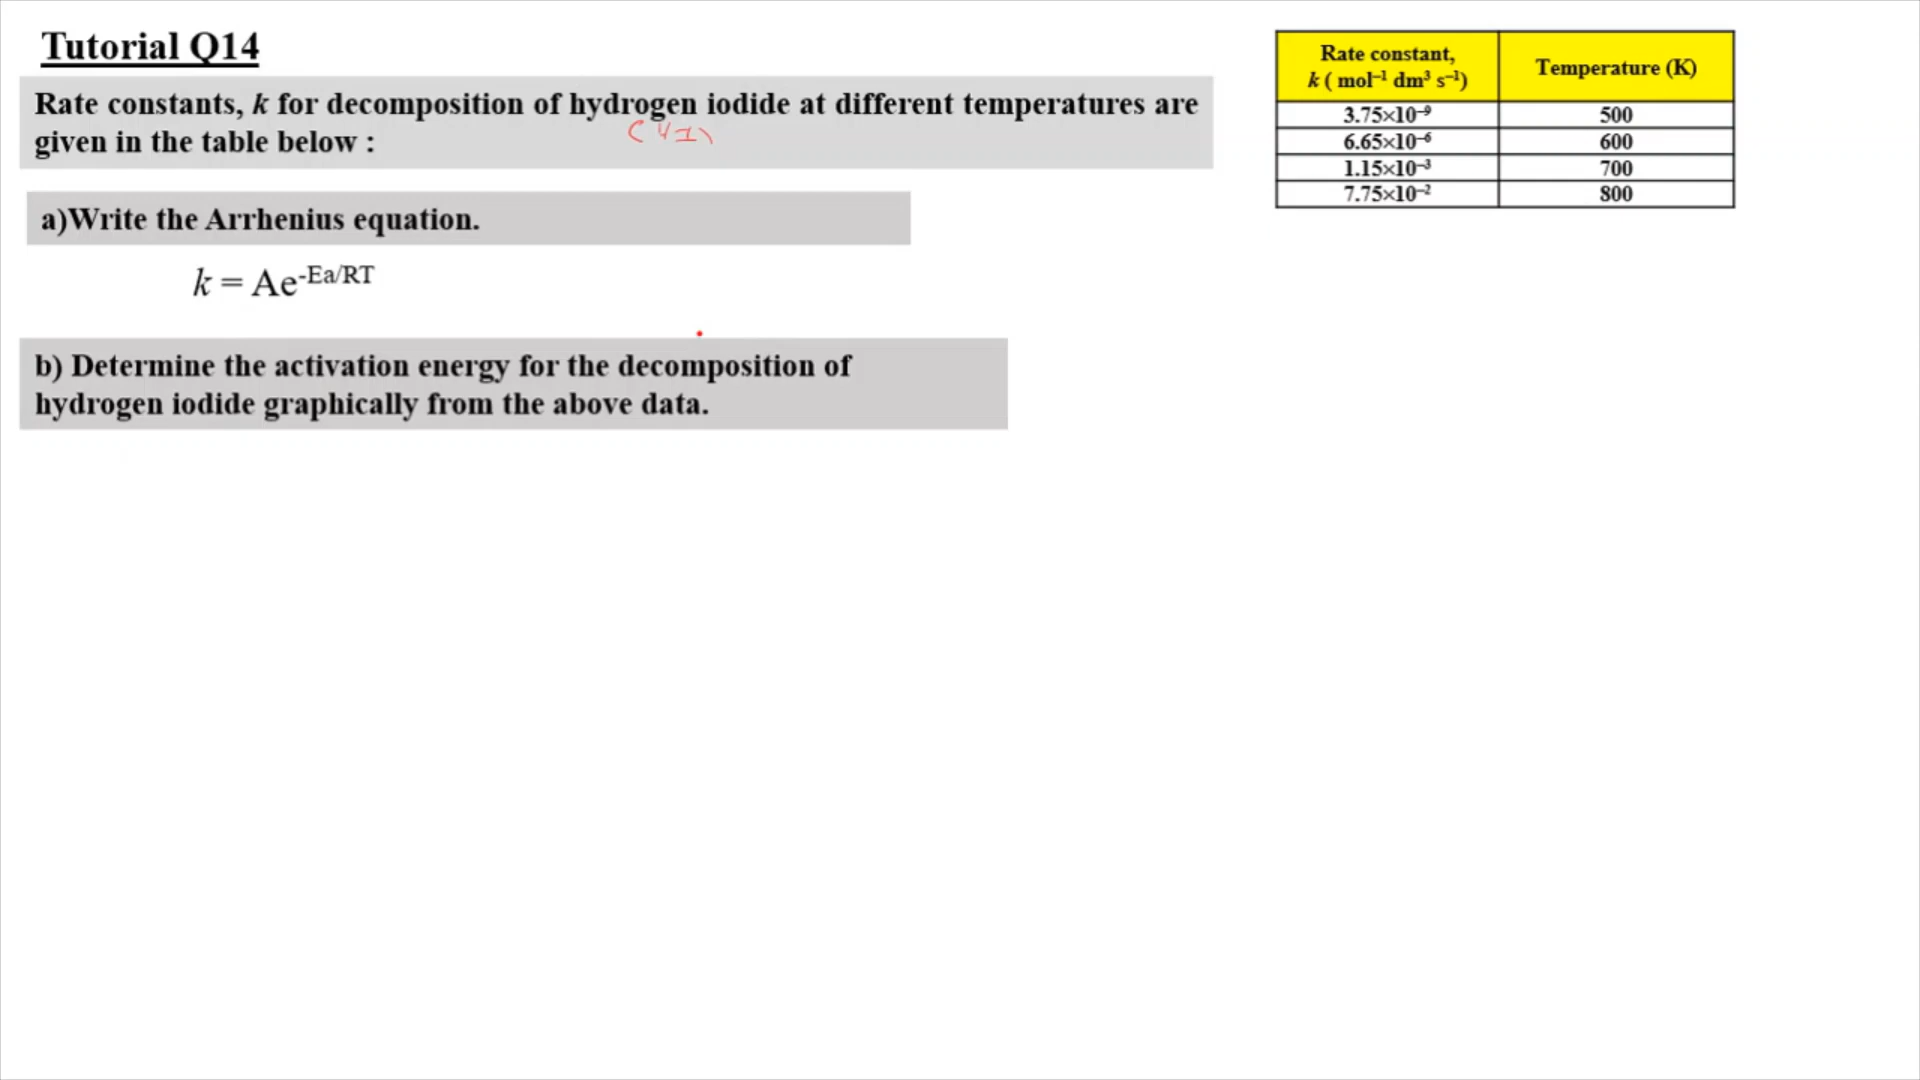 Tutorial Q14
Rate constants, k for decomposition of hydrogen iodide at different temperatures are
(HI)
given in the table below :
Rate constant, Temperature (K)
k ( mol⁻¹ dm³ s⁻¹)
3.75×10⁻⁹ 500
6.65×10⁻⁶ 600
1.15×10⁻³ 700
7.75×10⁻² 800
a)Write the Arrhenius equation.
k = Ae^-Ea/RT
b) Determine the activation energy for the decomposition of
hydrogen iodide graphically from the above data.